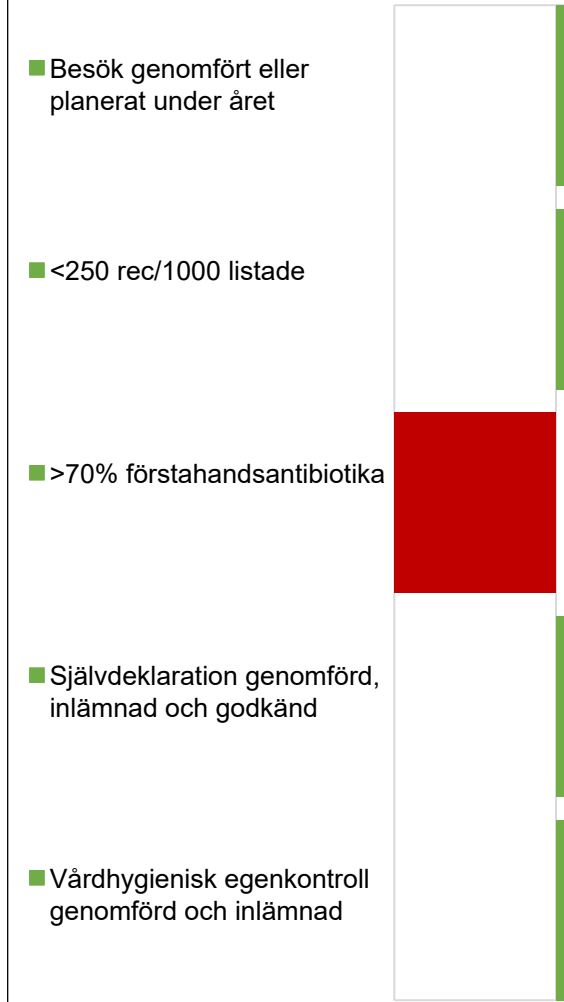 Besök genomfört eller
planerat under året
<250 rec/1000 listade
>70% förstahandsantibiotika
Självdeklaration genomförd,
inlämnad och godkänd
Vårdhygienisk egenkontroll
genomförd och inlämnad